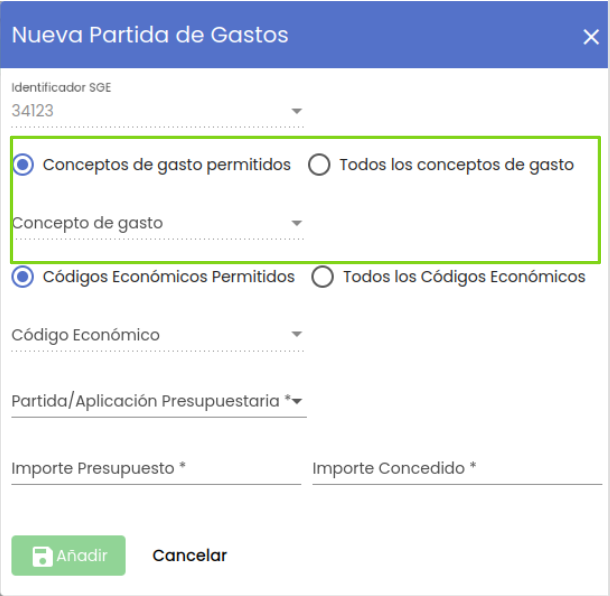 Nueva Partida de Gastos
Identificador SGE
34123
Conceptos de gasto permitidos Todos los conceptos de gasto
Concepto de gasto
Códigos Económicos Permitidos Todos los Códigos Económicos
Código Económico
Partida/Aplicación Presupuestaria *
Importe Presupuesto * Importe Concedido *
Añadir Cancelar